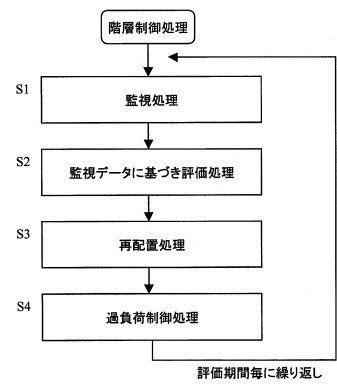 階層制御処理
S1
監視処理
S2
監視データに基づき評価処理
S3
再配置処理
S4
過負荷制御処理
評価期間毎に繰り返し